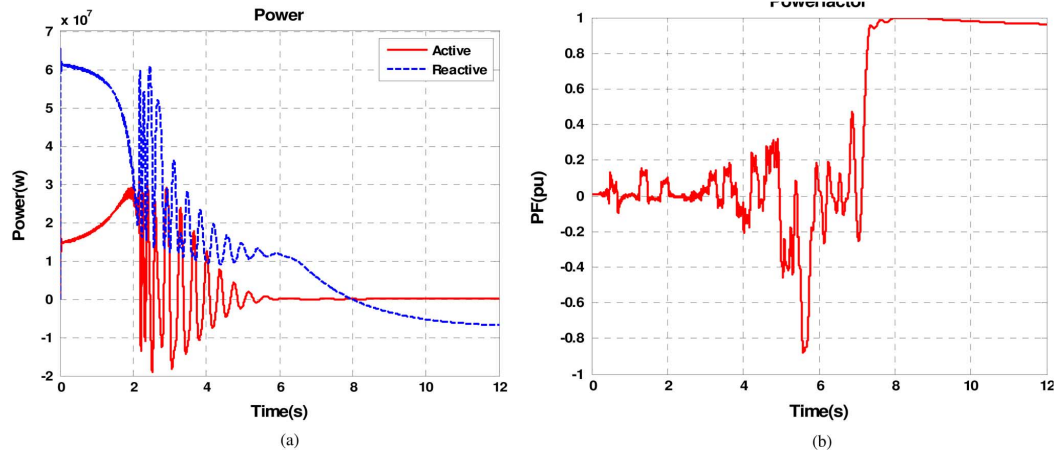 Power
x 10^7
Active
Reactive
7
6
5
4
3
2
1
0
-1
-2
Power(w)
0 2 4 6 8 10 12
Time(s)
(a)
Powerfactor
1
0.8
0.6
0.4
0.2
0
-0.2
-0.4
-0.6
-0.8
-1
PF(pu)
0 2 4 6 8 10 12
Time(s)
(b)